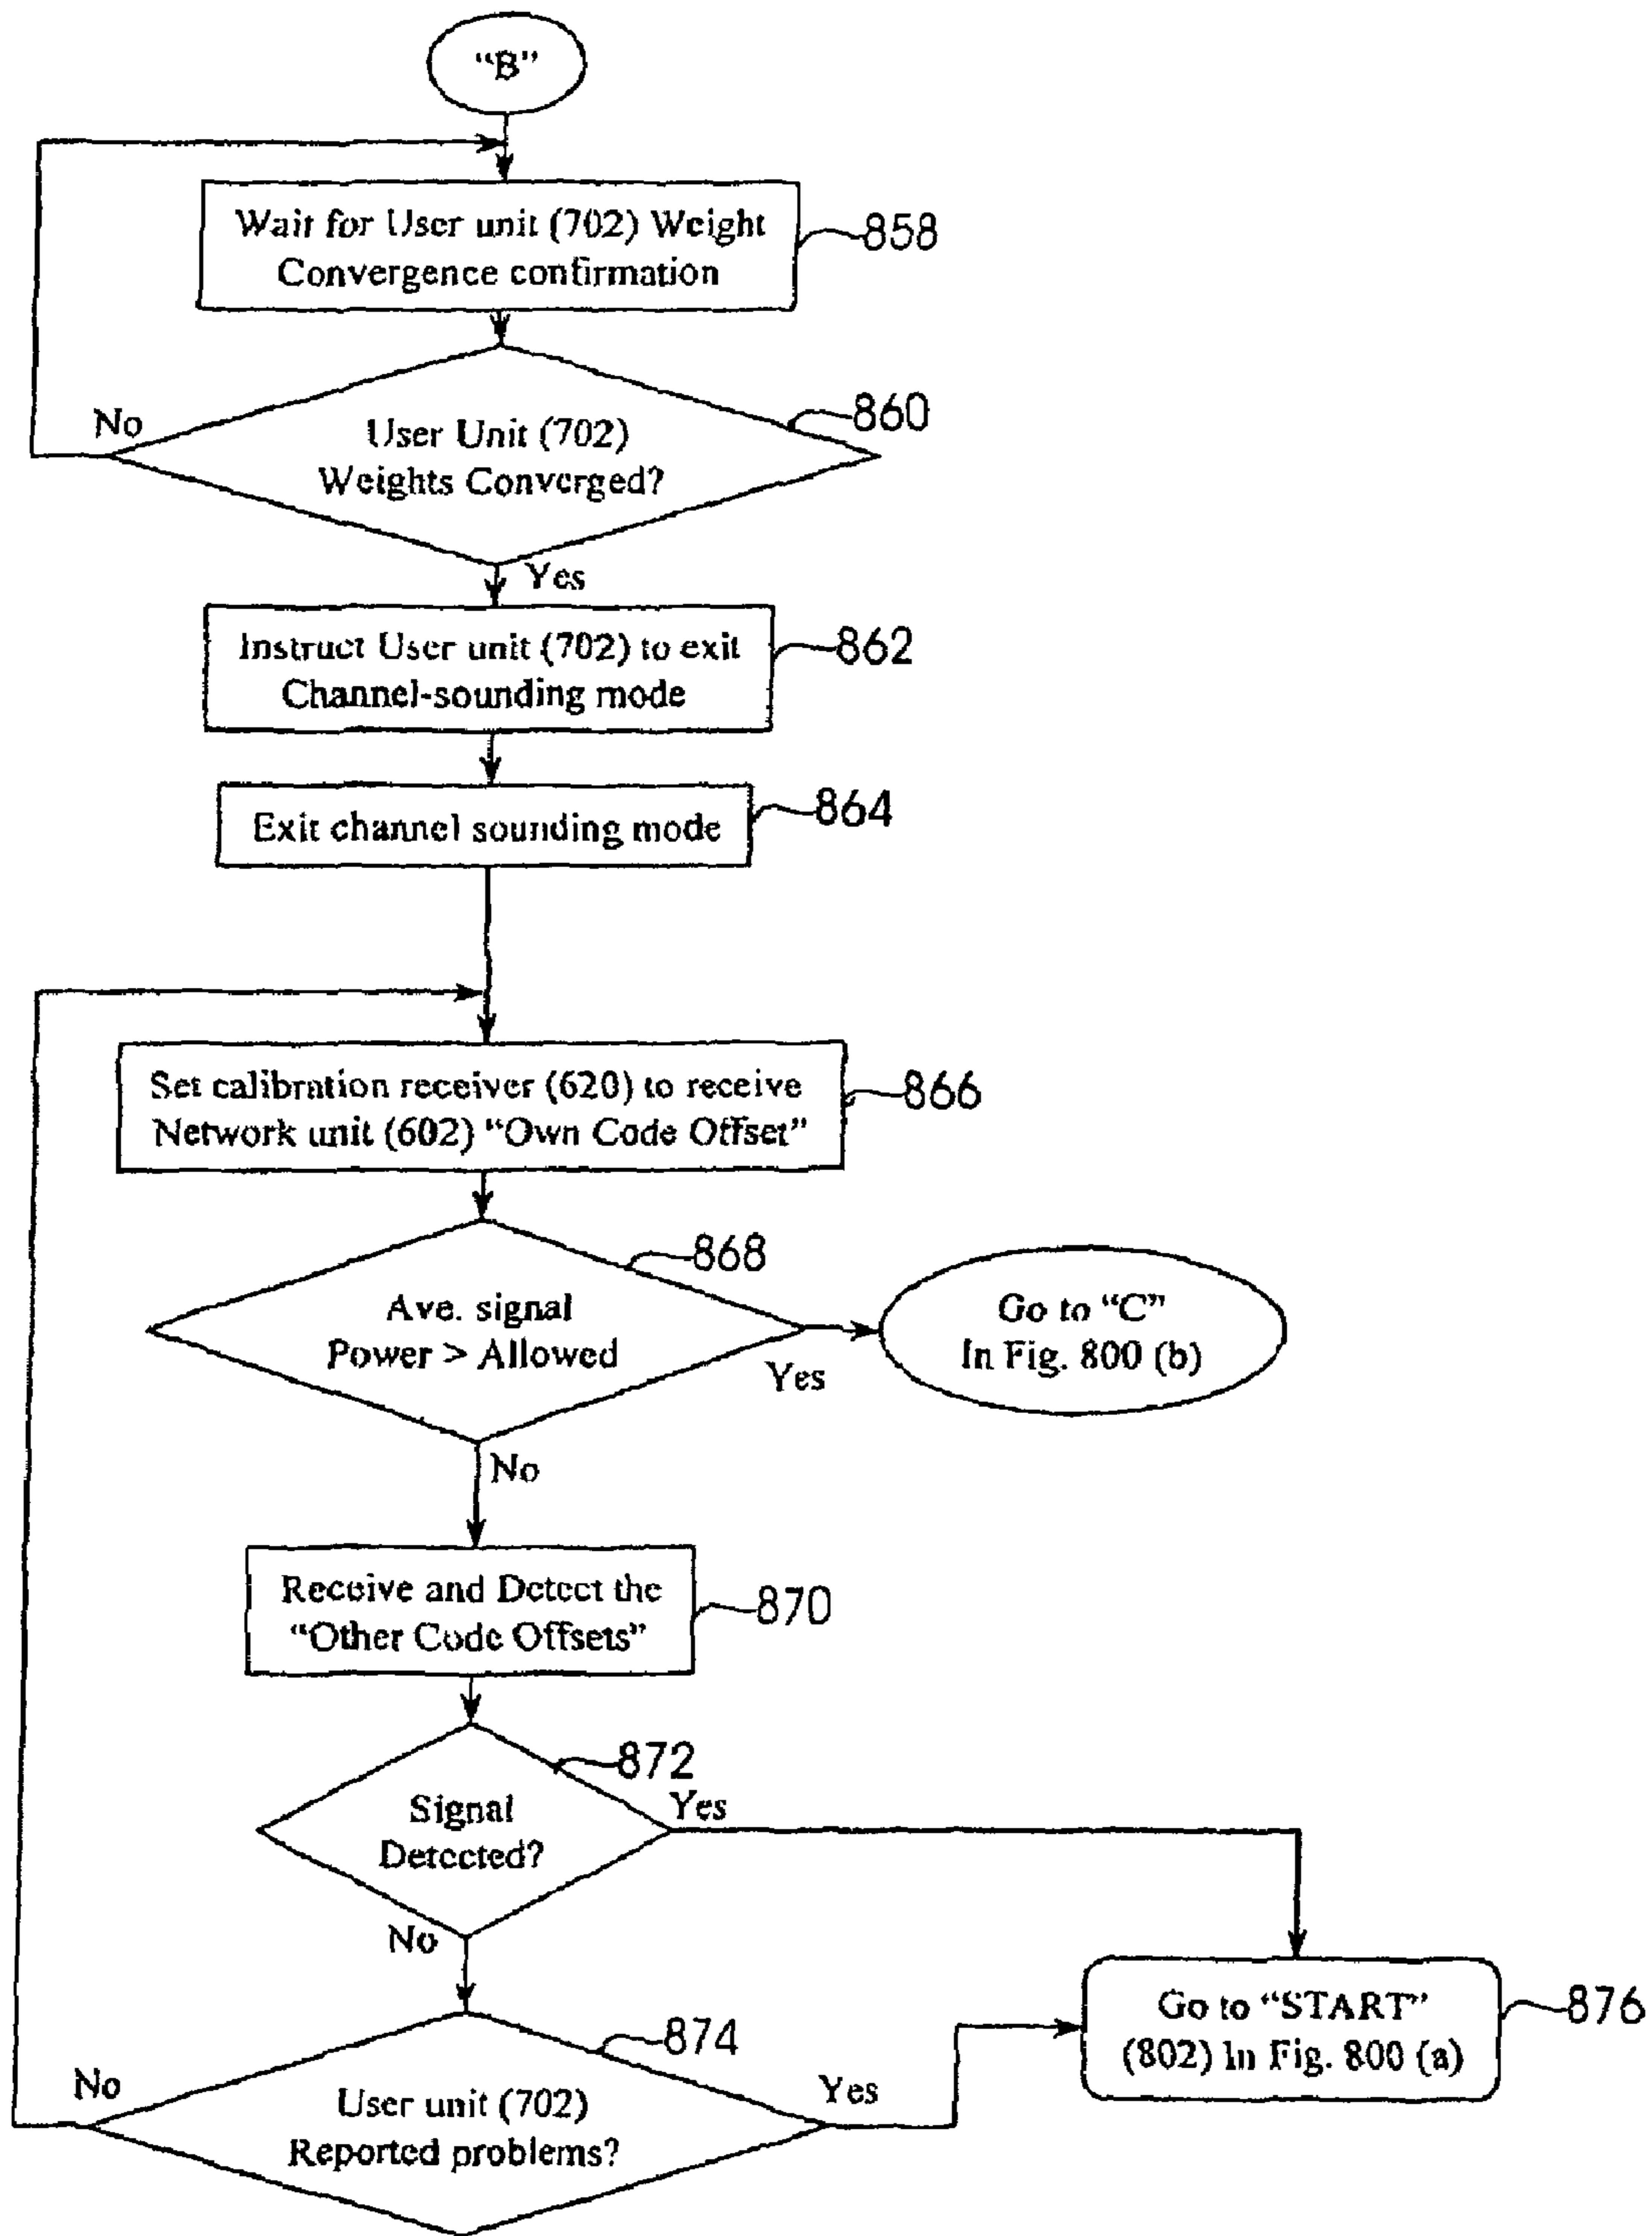 “B”
Wait for User unit (702) Weight
Convergence confirmation
858
860
No
User Unit (702)
Weights Converged?
Yes
Instruct User unit (702) to exit
Channel-sounding mode
862
Exit channel sounding mode
864
Set calibration receiver (620) to receive
Network unit (602) “Own Code Offset”
866
868
Ave. signal
Power > Allowed
Yes
Go to “C”
In Fig. 800 (b)
No
Receive and Detect the
“Other Code Offsets”
870
872
Signal
Detected?
Yes
No
Go to “START”
(802) In Fig. 800 (a)
876
874
No
User unit (702)
Reported problems?
Yes